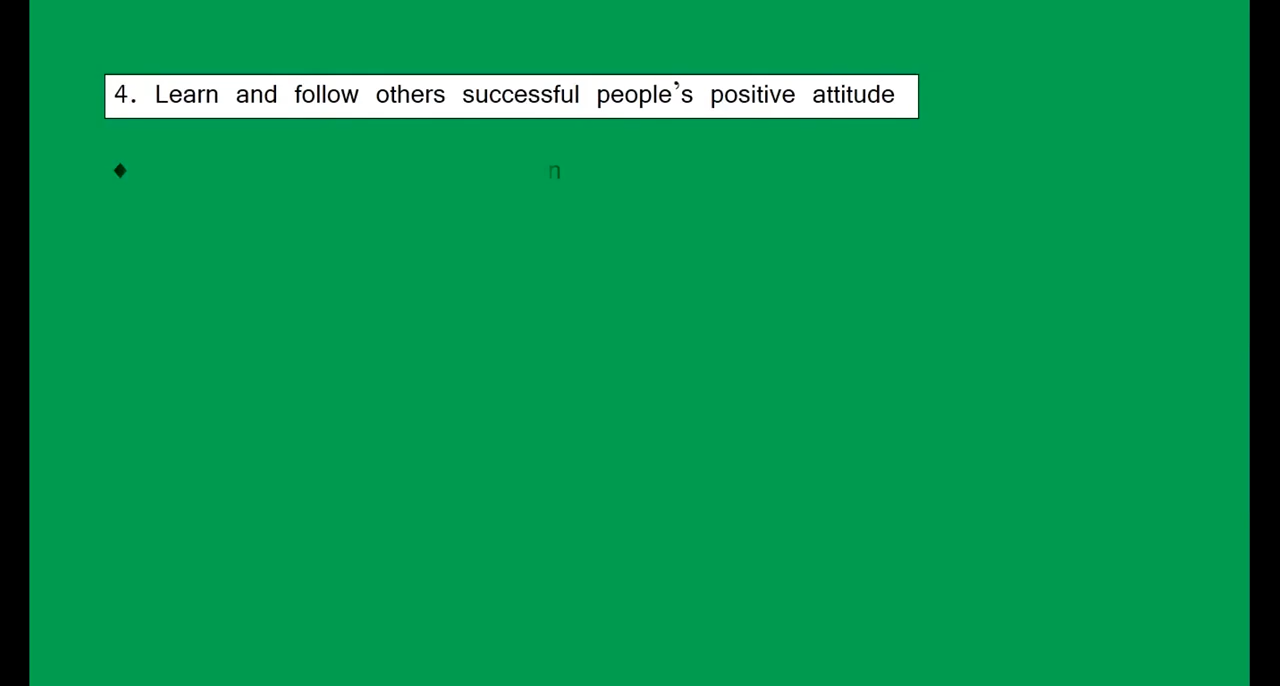 4. Learn and follow others successful people’s positive attitude
♦ n